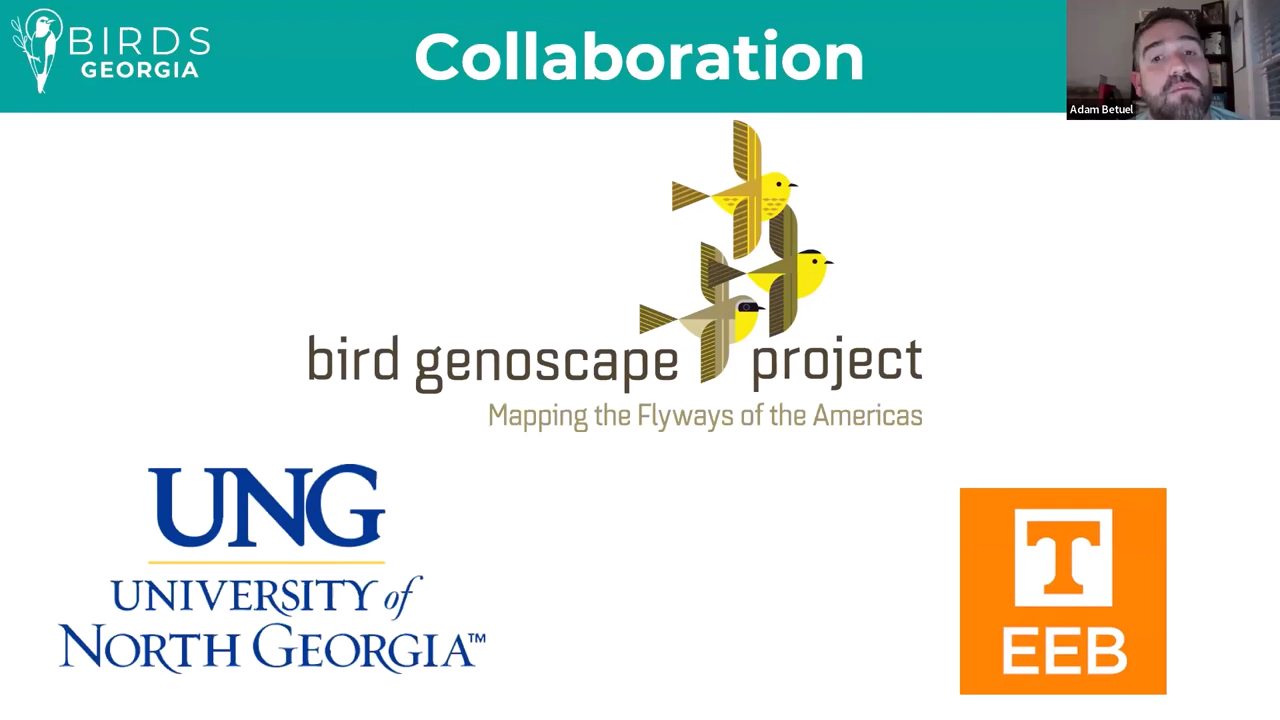 BIRDS
GEORGIA
Collaboration
Adam Betuel
bird genoscape project
Mapping the Flyways of the Americas
UNG
UNIVERSITY of
NORTH GEORGIA™
T
EEB